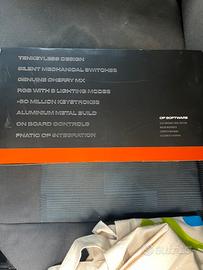 TENKEYLESS DESIGN
SILENT MECHANICAL SWITCHES
GENUINE CHERRY MX
RGB WITH 8 LIGHTING MODES
~50 MILLION KEYSTROKES
ALUMINIUM METAL BUILD
ON BOARD CONTROLS
FNATIC OP INTEGRATION
OP SOFTWARE